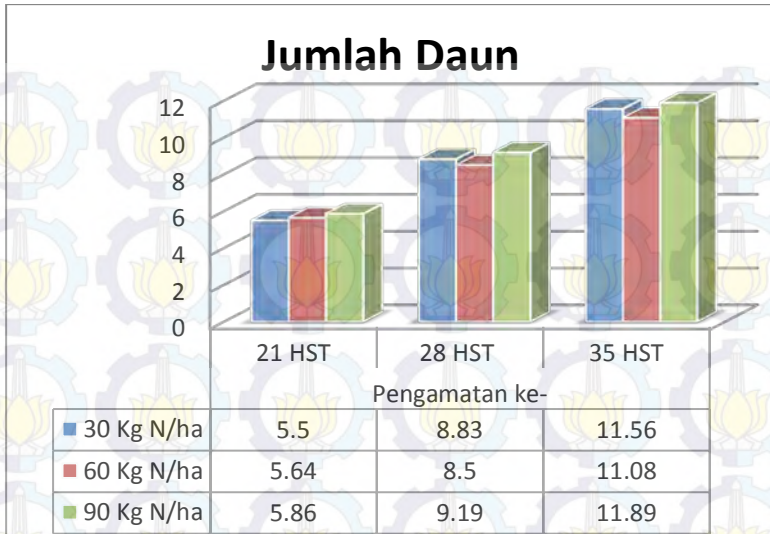 Jumlah Daun
12
10
8
6
4
2
0
21 HST 28 HST 35 HST
Pengamatan ke-
30 Kg N/ha 5.5 8.83 11.56
60 Kg N/ha 5.64 8.5 11.08
90 Kg N/ha 5.86 9.19 11.89